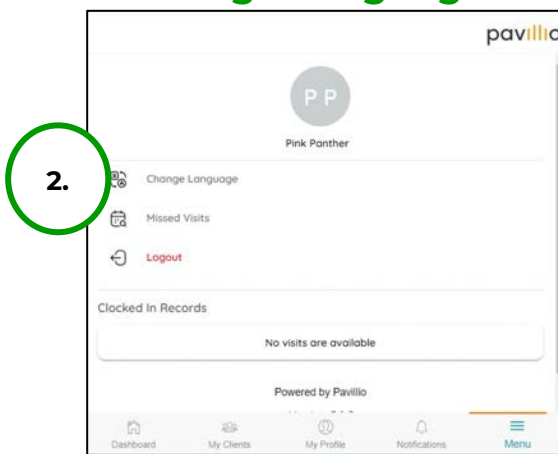 pavillio
P P
Pink Panther
2.
Change Language
Missed Visits
Logout
Clocked In Records
No visits are available
Powered by Pavillio
Dashboard
My Clients
My Profile
Notifications
Menu